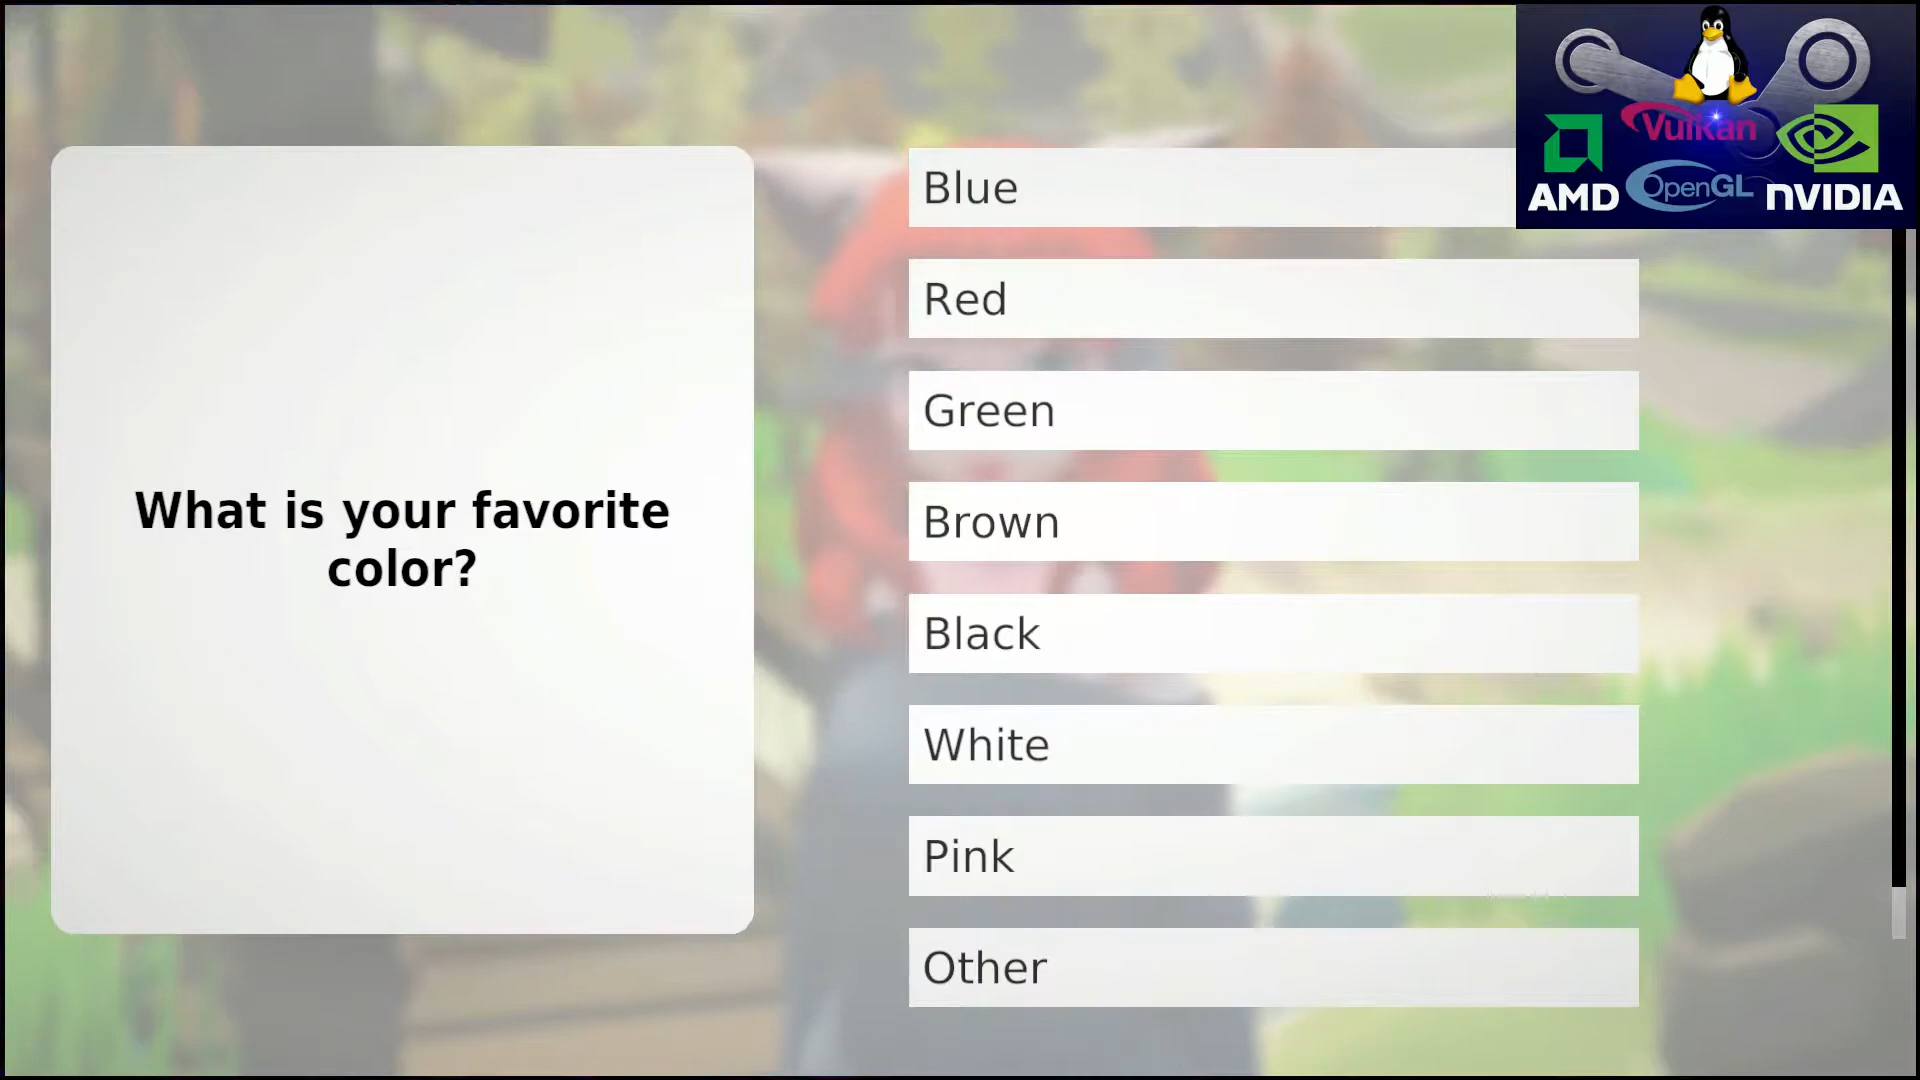 What is your favorite
color?
Blue
Red
Green
Brown
Black
White
Pink
Other
Vulkan
AMD
OpenGL
NVIDIA